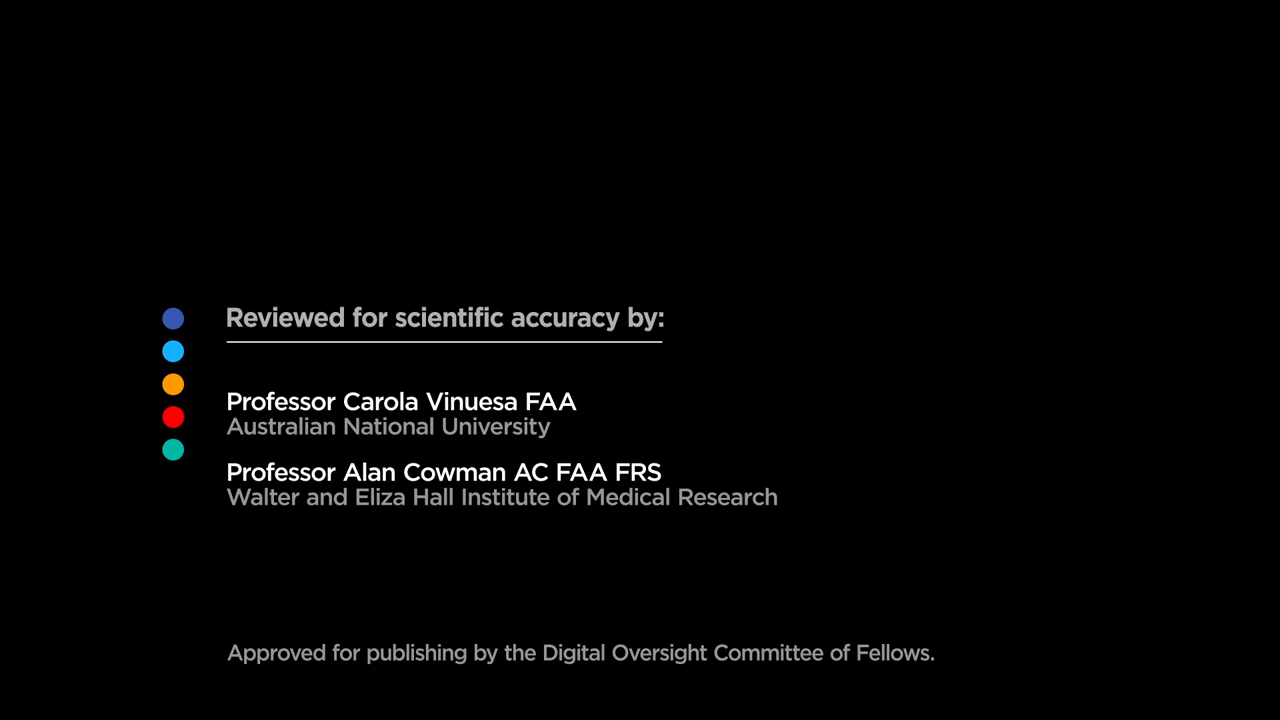 Reviewed for scientific accuracy by:
Professor Carola Vinuesa FAA
Australian National University
Professor Alan Cowman AC FAA FRS
Walter and Eliza Hall Institute of Medical Research
Approved for publishing by the Digital Oversight Committee of Fellows.